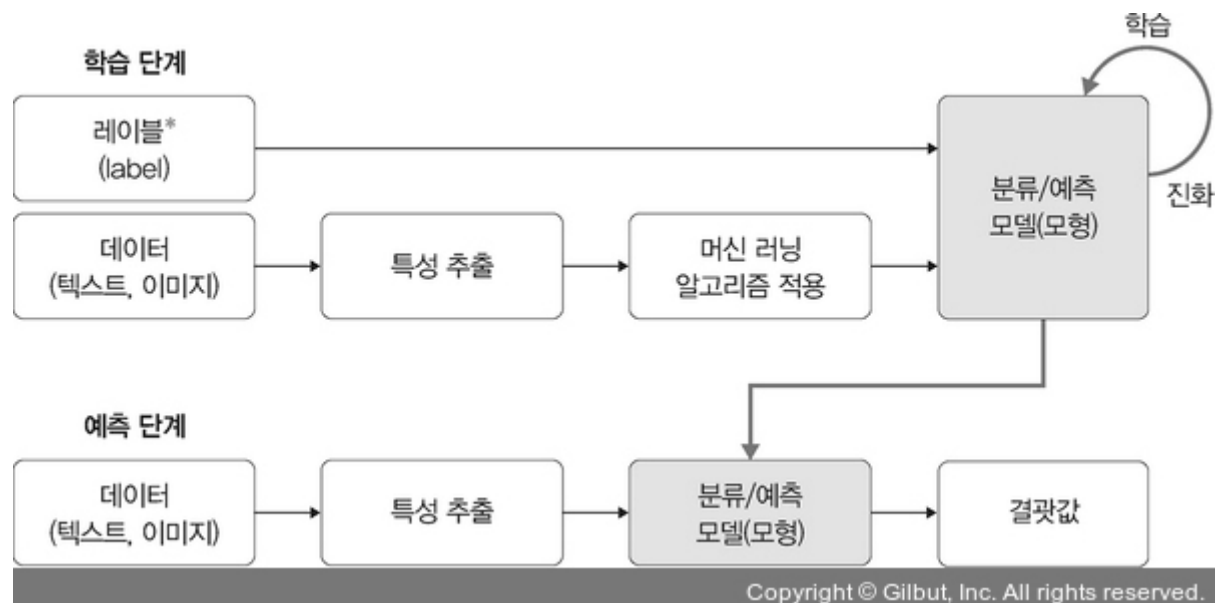 학습
학습 단계
레이블*
(label)
분류/예측
모델(모형)
진화
데이터
(텍스트, 이미지)
특성 추출
머신 러닝
알고리즘 적용
예측 단계
데이터
(텍스트, 이미지)
특성 추출
분류/예측
모델(모형)
결괏값
Copyright © Gilbut, Inc. All rights reserved.